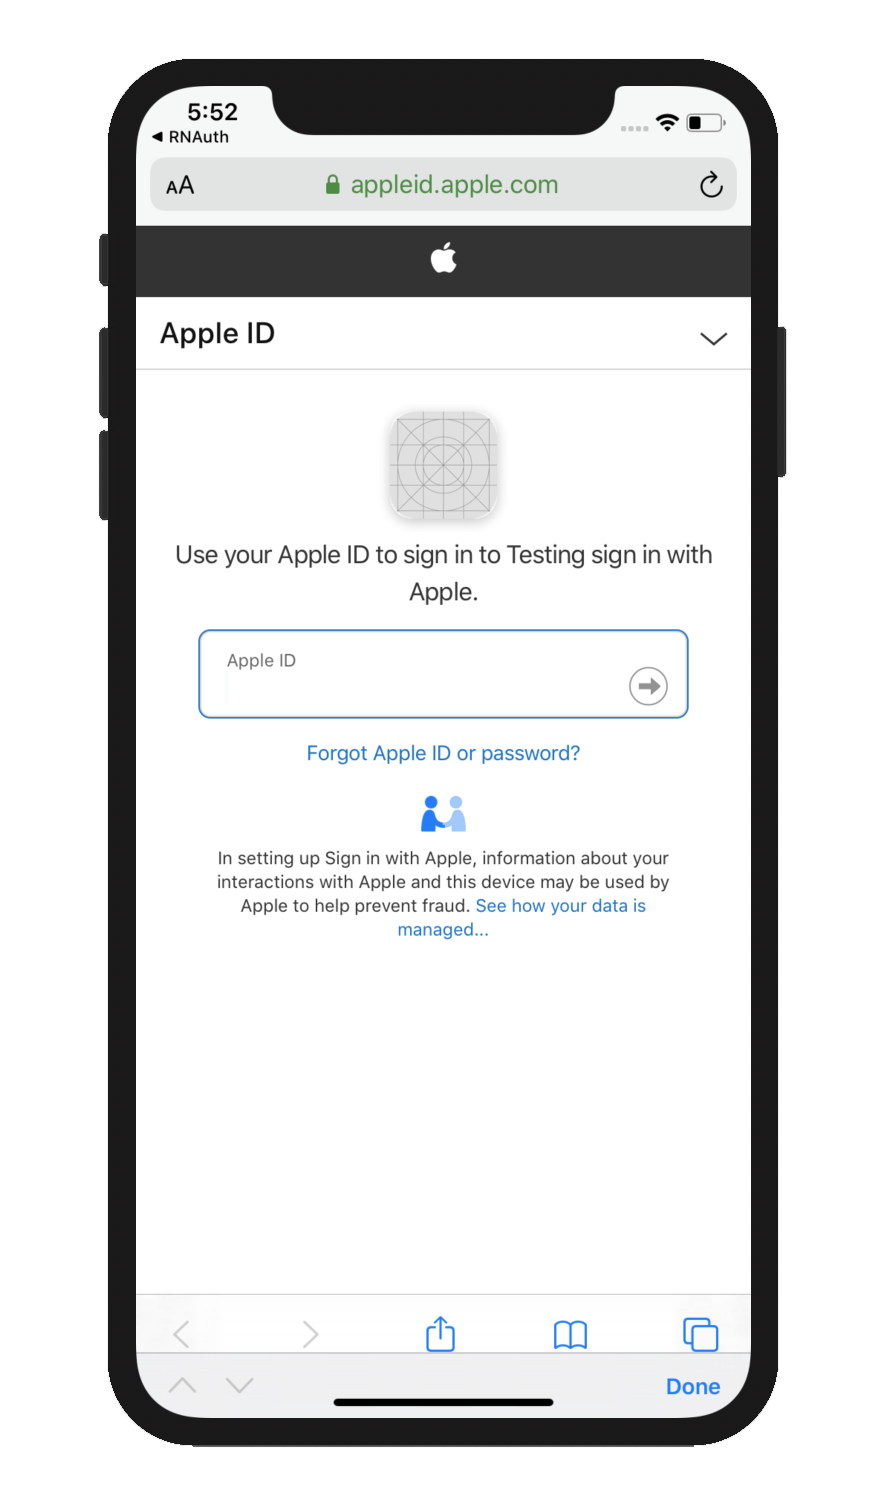 5:52
◀ RNAuth
AA
appleid.apple.com
Apple ID
Use your Apple ID to sign in to Testing sign in with
Apple.
Apple ID
Forgot Apple ID or password?
In setting up Sign in with Apple, information about your
interactions with Apple and this device may be used by
Apple to help prevent fraud. See how your data is
managed...
Done